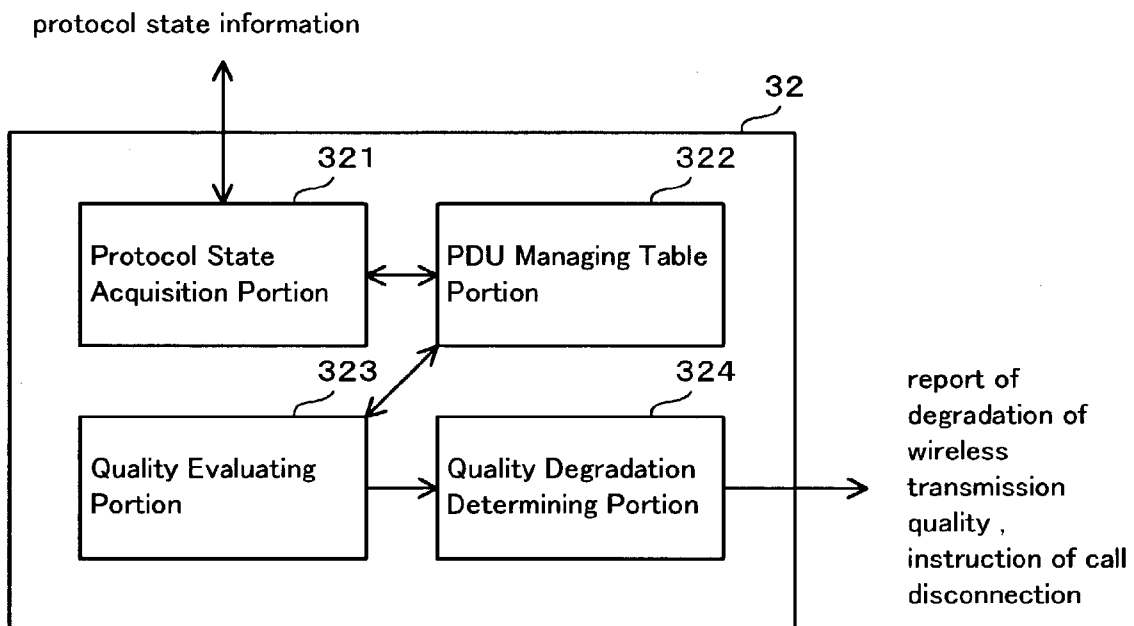 protocol state information
32
321
322
Protocol State
Acquisition Portion
PDU Managing Table
Portion
323
324
Quality Evaluating
Portion
Quality Degradation
Determining Portion
report of
degradation of
wireless
transmission
quality ,
instruction of call
disconnection